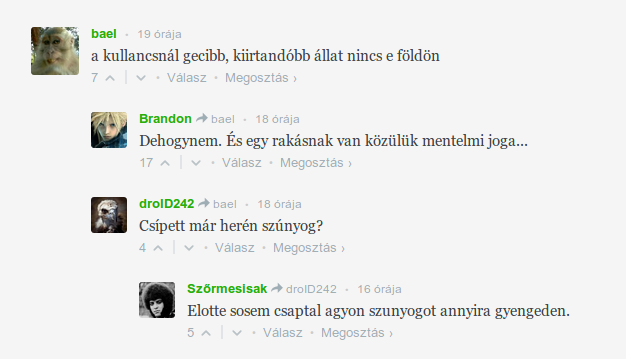 bael • 19 órája
a kullancsnál gecibb, kiirtandóbb állat nincs e földön
7 • Válasz • Megosztás ›
Brandon bael • 18 órája
Dehogynem. És egy rakásnak van közülük mentelmi joga...
17 • Válasz • Megosztás ›
droID242 bael • 18 órája
Csípett már herén szúnyog?
4 • Válasz • Megosztás ›
Szőrmesisak droID242 • 16 órája
Elotte sosem csaptal agyon szunyogot annyira gyengeden.
5 • Válasz • Megosztás ›